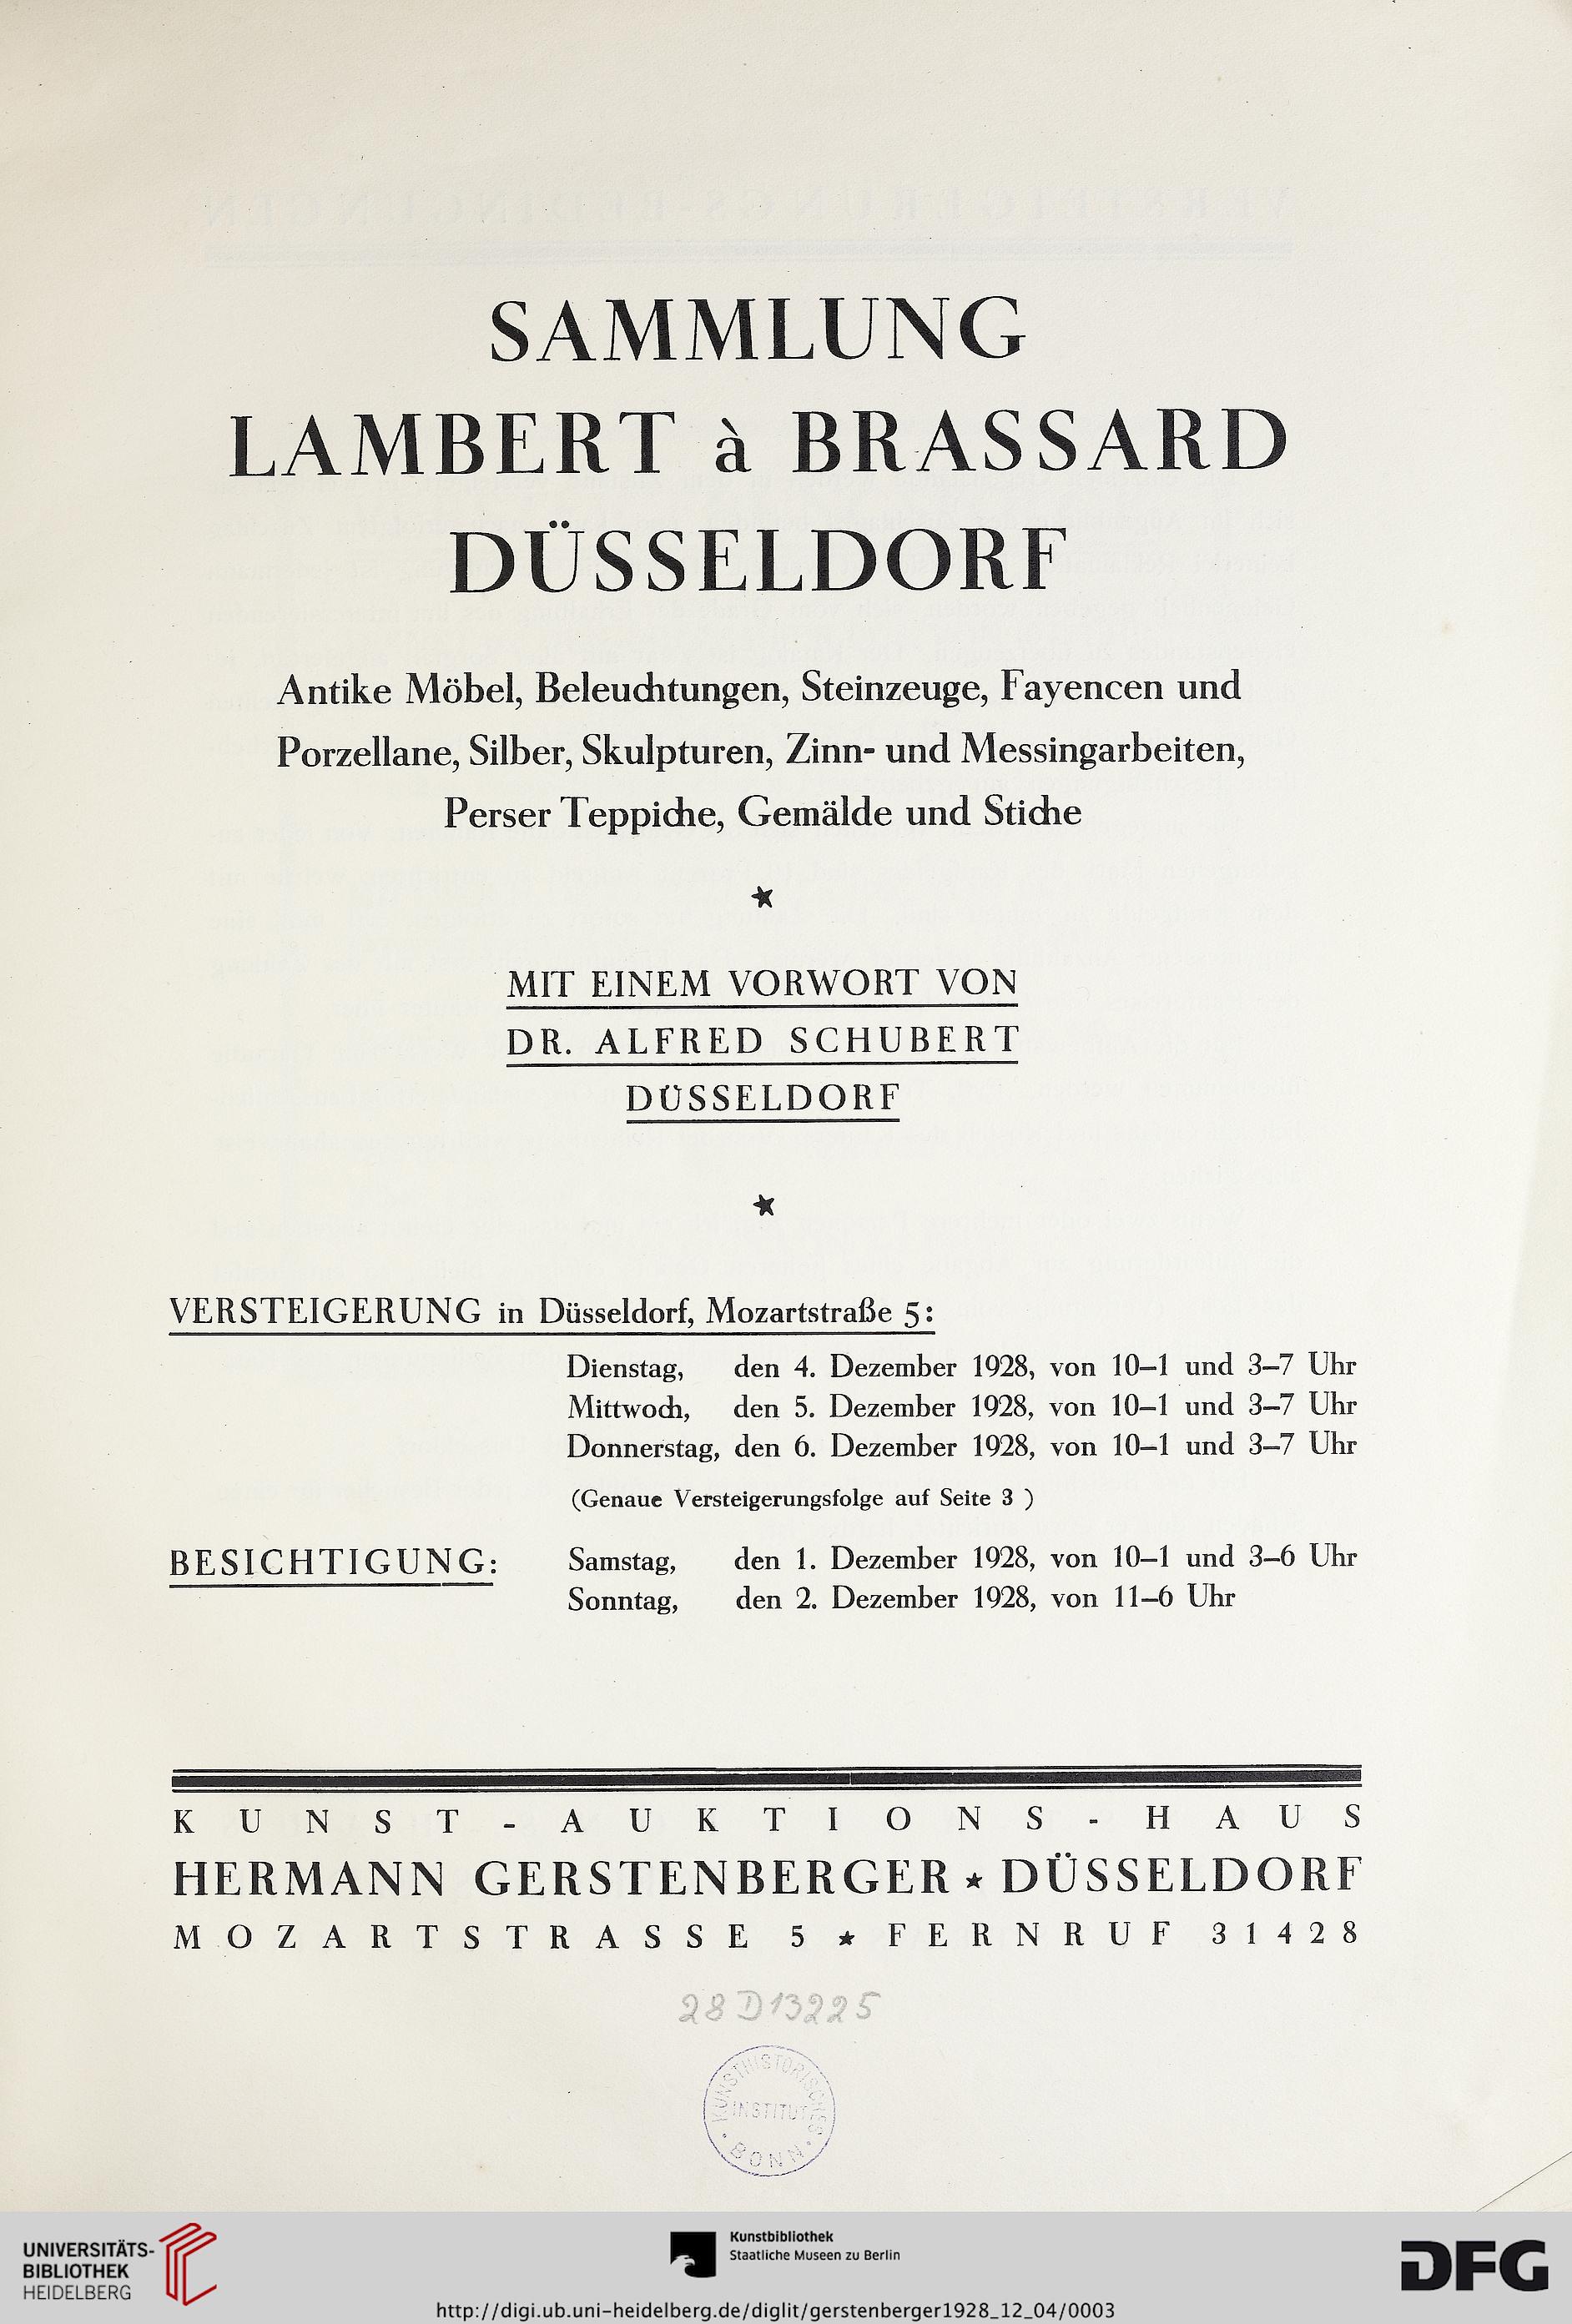 SAMMLUNG
LAMBERT à BRASSARD
DÜSSELDORF
Antike Möbel, Beleuchtungen, Steinzeuge, Fayencen und
Porzellane, Silber, Skulpturen, Zinn- und Messingarbeiten,
Perser Teppiche, Gemälde und Stiche
★
MIT EINEM VORWORT VON
DR. ALFRED SCHUBERT
DÜSSELDORF
★
VERSTEIGERUNG in Düsseldorf, Mozartstraße 5:
Dienstag, den 4. Dezember 1928, von 10–1 und 3–7 Uhr
Mittwoch, den 5. Dezember 1928, von 10–1 und 3–7 Uhr
Donnerstag, den 6. Dezember 1928, von 10–1 und 3–7 Uhr
(Genaue Versteigerungsfolge auf Seite 3 )
BESICHTIGUNG: Samstag, den 1. Dezember 1928, von 10–1 und 3–6 Uhr
Sonntag, den 2. Dezember 1928, von 11–6 Uhr
KUNST-AUKTIONS-HAUS
HERMANN GERSTENBERGER ★ DÜSSELDORF
MOZARTSTRASSE 5 ★ FERNRUF 31428
28 D 13225
KUNSTHISTORISCHES
INSTITUT
BONN
UNIVERSITÄTS-
BIBLIOTHEK
HEIDELBERG
Kunstbibliothek
Staatliche Museen zu Berlin
DFG
http://digi.ub.uni-heidelberg.de/diglit/gerstenberger1928_12_04/0003